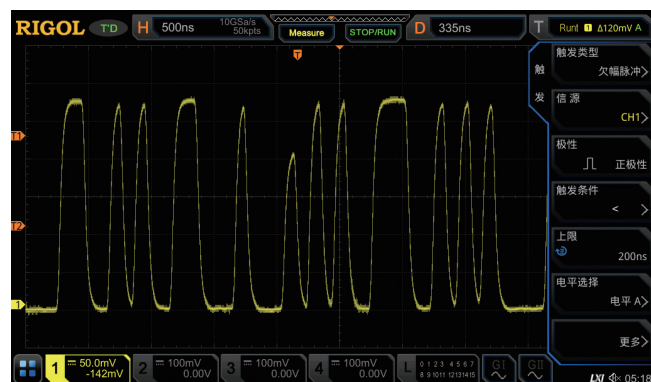 RIGOL T'D H 500ns 10GSa/s 50kpts Measure STOP/RUN D 335ns T Runt 1 Δ120mV A
T
触发
触发类型
欠幅脉冲>
信源
CH1>
极性
正极性
触发条件
< >
上限
200ns
电平选择
电平 A>
更多>
T1
T2
1
1 50.0mV -142mV 2 100mV 0.00V 3 100mV 0.00V 4 100mV 0.00V L 0 1 2 3 4 5 6 7 8 9 10 11 12 13 14 15 GI GII
LXI 05:18